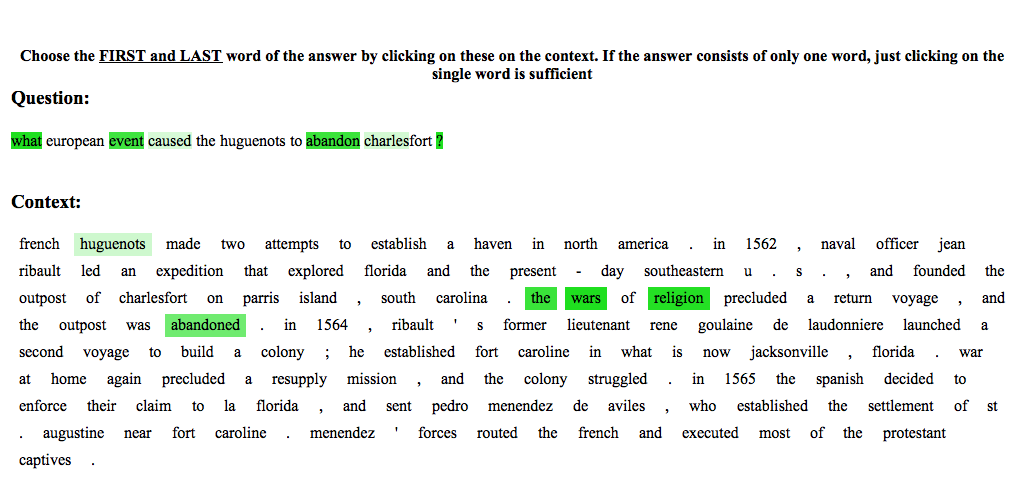 Choose the FIRST and LAST word of the answer by clicking on these on the context. If the answer consists of only one word, just clicking on the
single word is sufficient
Question:
what european event caused the huguenots to abandon charlesfort ?
Context:
french huguenots made two attempts to establish a haven in north america . in 1562 , naval officer jean
ribault led an expedition that explored florida and the present - day southeastern u . s . , and founded the
outpost of charlesfort on parris island , south carolina . the wars of religion precluded a return voyage , and
the outpost was abandoned . in 1564 , ribault ' s former lieutenant rene goulaine de laudonniere launched a
second voyage to build a colony ; he established fort caroline in what is now jacksonville , florida . war
at home again precluded a resupply mission , and the colony struggled . in 1565 the spanish decided to
enforce their claim to la florida , and sent pedro menendez de aviles , who established the settlement of st
. augustine near fort caroline . menendez ' forces routed the french and executed most of the protestant
captives .